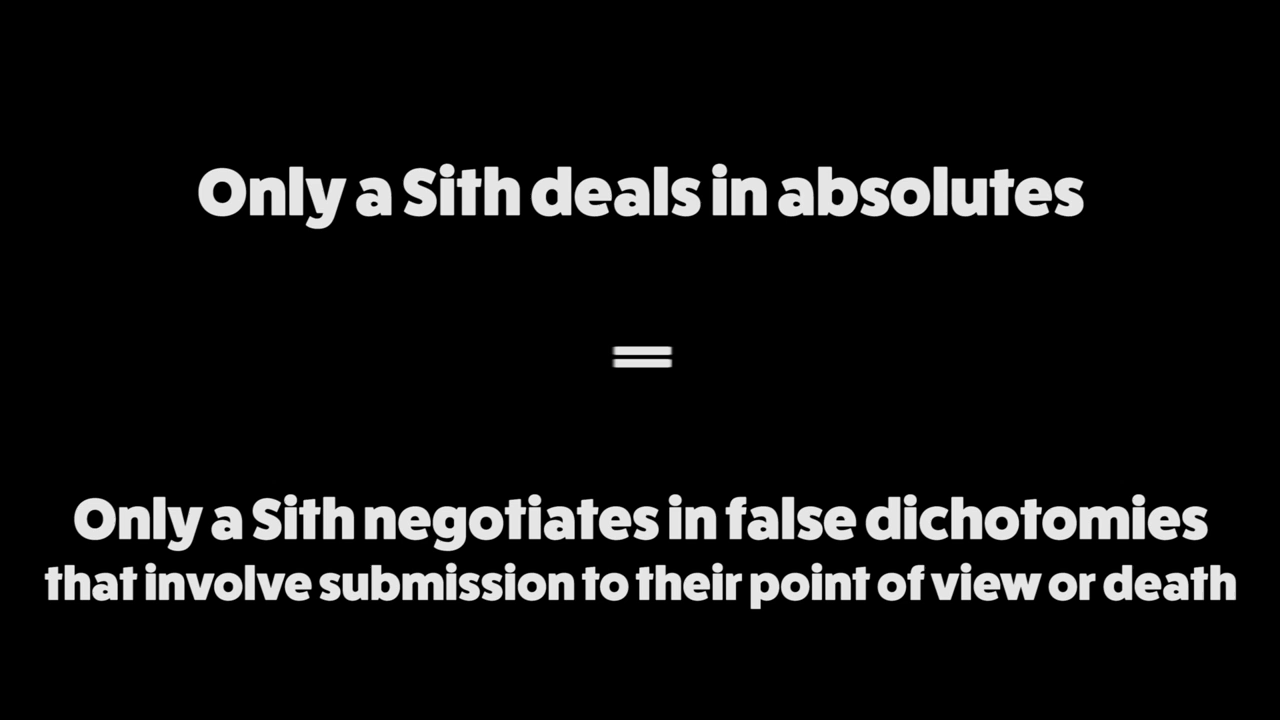 Only a Sith deals in absolutes
=
Only a Sith negotiates in false dichotomies
that involve submission to their point of view or death